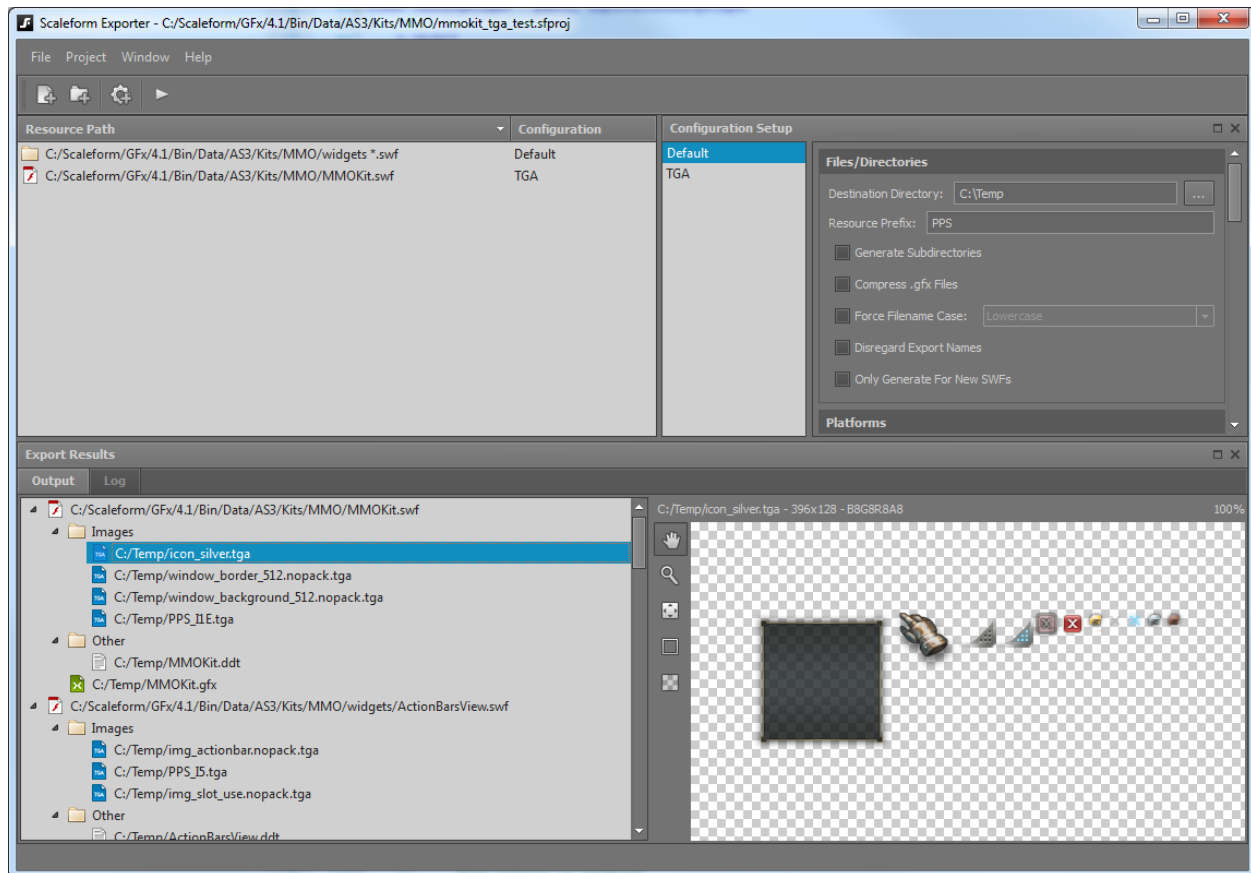 Scaleform Exporter - C:/Scaleform/GFx/4.1/Bin/Data/AS3/Kits/MMO/mmokit_tga_test.sfproj
File Project Window Help
Resource Path Configuration
C:/Scaleform/GFx/4.1/Bin/Data/AS3/Kits/MMO/widgets *.swf Default
C:/Scaleform/GFx/4.1/Bin/Data/AS3/Kits/MMO/MMOKit.swf TGA
Configuration Setup
Default
TGA
Files/Directories
Destination Directory: C:\Temp ...
Resource Prefix: PPS
Generate Subdirectories
Compress .gfx Files
Force Filename Case: Lowercase
Disregard Export Names
Only Generate For New SWFs
Platforms
Export Results
Output Log
C:/Scaleform/GFx/4.1/Bin/Data/AS3/Kits/MMO/MMOKit.swf
Images
C:/Temp/icon_silver.tga
C:/Temp/window_border_512.nopack.tga
C:/Temp/window_background_512.nopack.tga
C:/Temp/PPS_I1E.tga
Other
C:/Temp/MMOKit.ddt
C:/Temp/MMOKit.gfx
C:/Scaleform/GFx/4.1/Bin/Data/AS3/Kits/MMO/widgets/ActionBarsView.swf
Images
C:/Temp/img_actionbar.nopack.tga
C:/Temp/PPS_I5.tga
C:/Temp/img_slot_use.nopack.tga
Other
C:/Temp/ActionBarsView.ddt
C:/Temp/icon_silver.tga - 396x128 - B8G8R8A8 100%